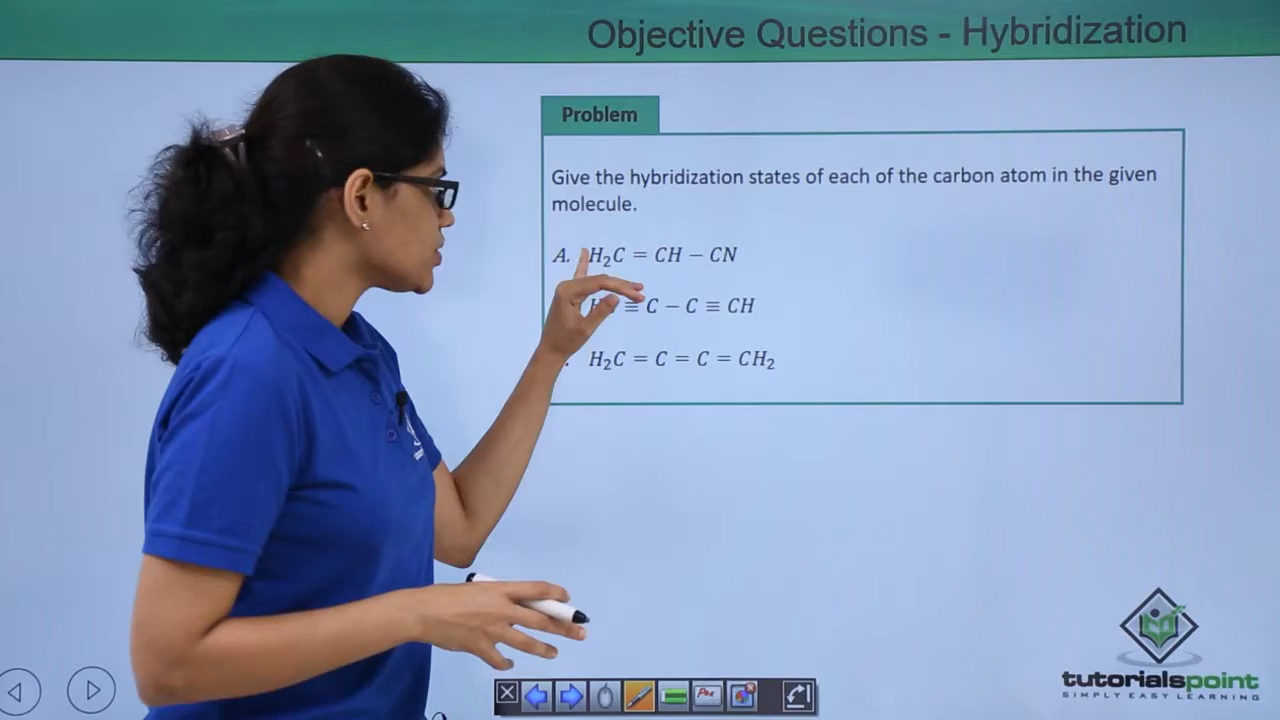 Objective Questions - Hybridization
Problem
Give the hybridization states of each of the carbon atom in the given
molecule.
A. H₂C = CH − CN
≡ C − C ≡ CH
H₂C = C = C = CH₂
Pen
tutorialspoint
SIMPLY EASY LEARNING